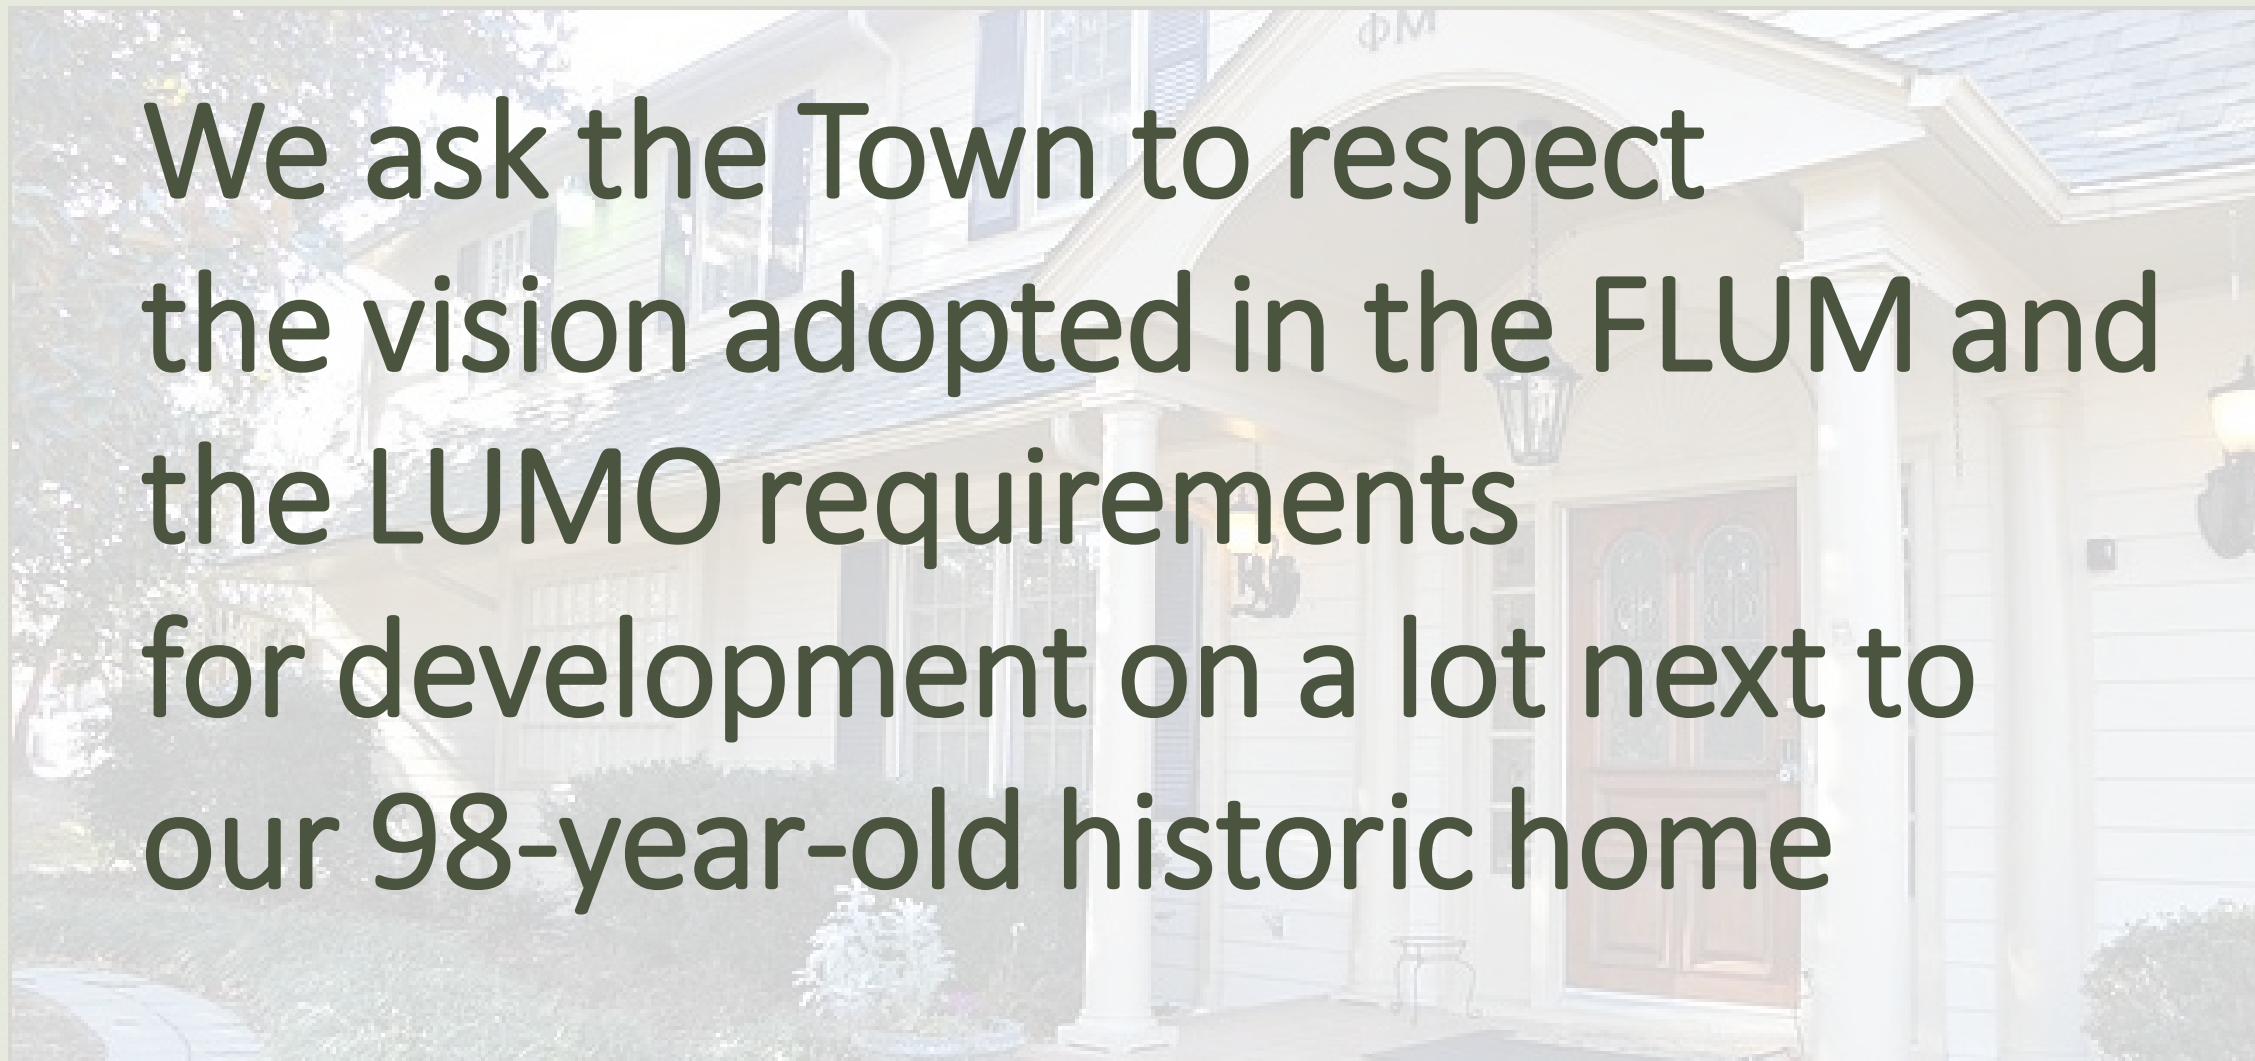 ΦΜ
We ask the Town to respect
the vision adopted in the FLUM and
the LUMO requirements
for development on a lot next to
our 98-year-old historic home